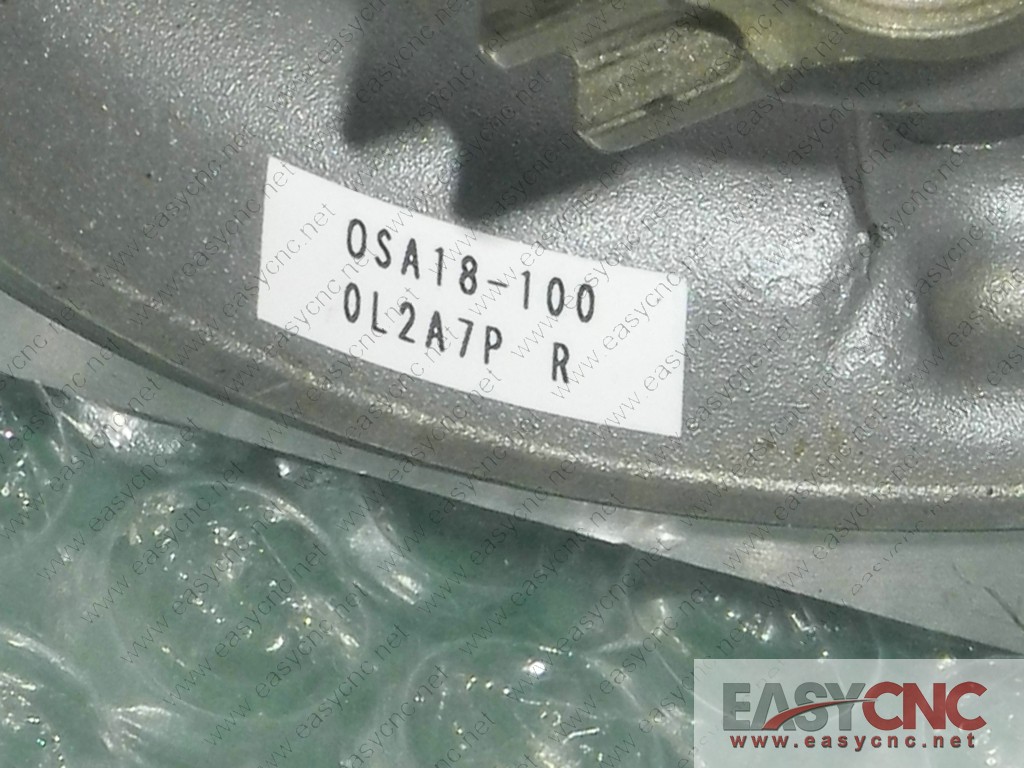 OSA18-100
0L2A7P R
EASYCNC
www.easycnc.net